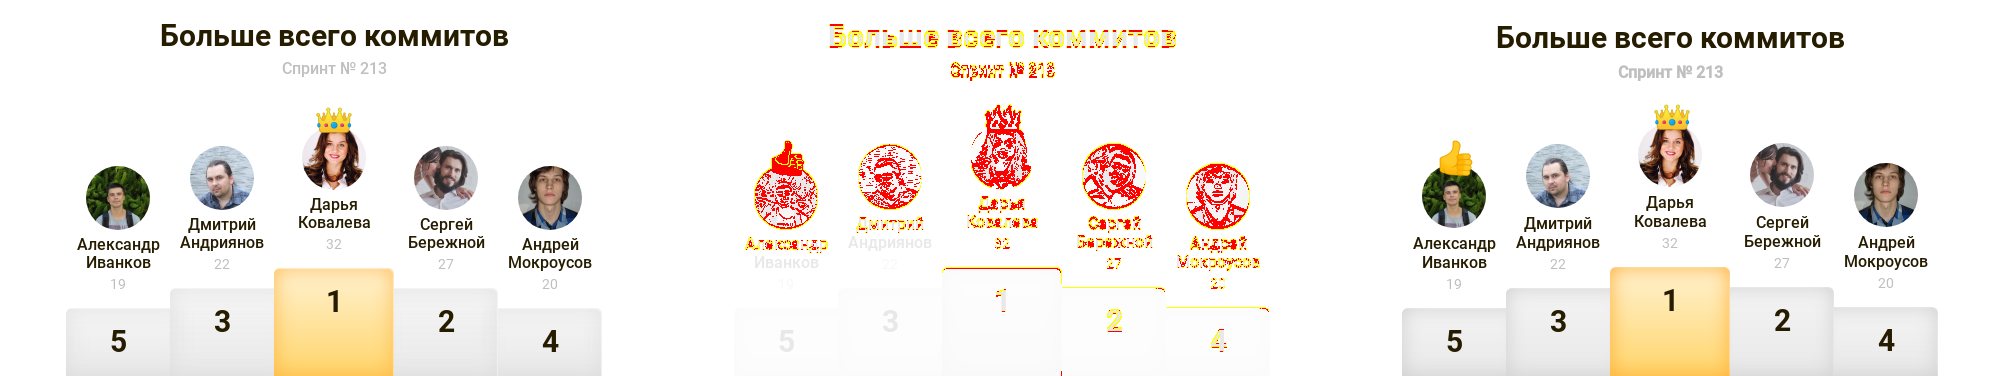 Больше всего коммитов
Спринт № 213
Дарья
Ковалева
32
Дмитрий
Андриянов
22
Сергей
Бережной
27
Александр
Иванков
19
Андрей
Мокроусов
20
5
3
1
2
4
Больше всего коммитов
Спринт № 213
Дарья
Ковалева
32
Дмитрий
Андриянов
22
Сергей
Бережной
27
Александр
Иванков
19
Андрей
Мокроусов
20
5
3
1
2
4
Больше всего коммитов
Спринт № 213
Дарья
Ковалева
32
Дмитрий
Андриянов
22
Сергей
Бережной
27
Александр
Иванков
19
Андрей
Мокроусов
20
5
3
1
2
4